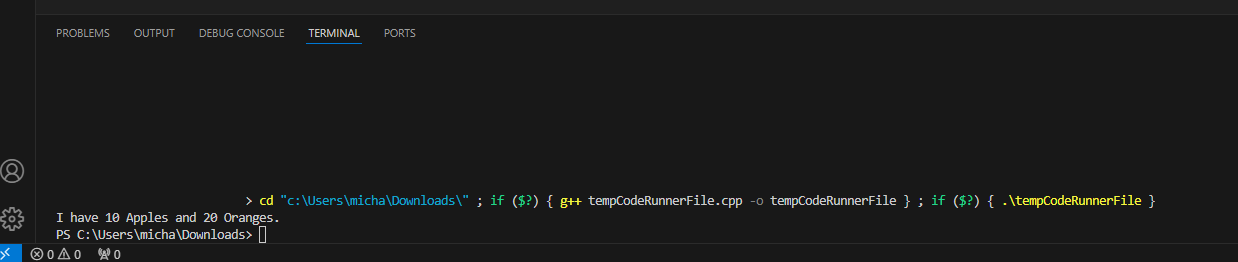 PROBLEMS OUTPUT DEBUG CONSOLE TERMINAL PORTS
> cd "c:\Users\micha\Downloads\" ; if ($?) { g++ tempCodeRunnerFile.cpp -o tempCodeRunnerFile } ; if ($?) { .\tempCodeRunnerFile }
I have 10 Apples and 20 Oranges.
PS C:\Users\micha\Downloads>
0 0 0